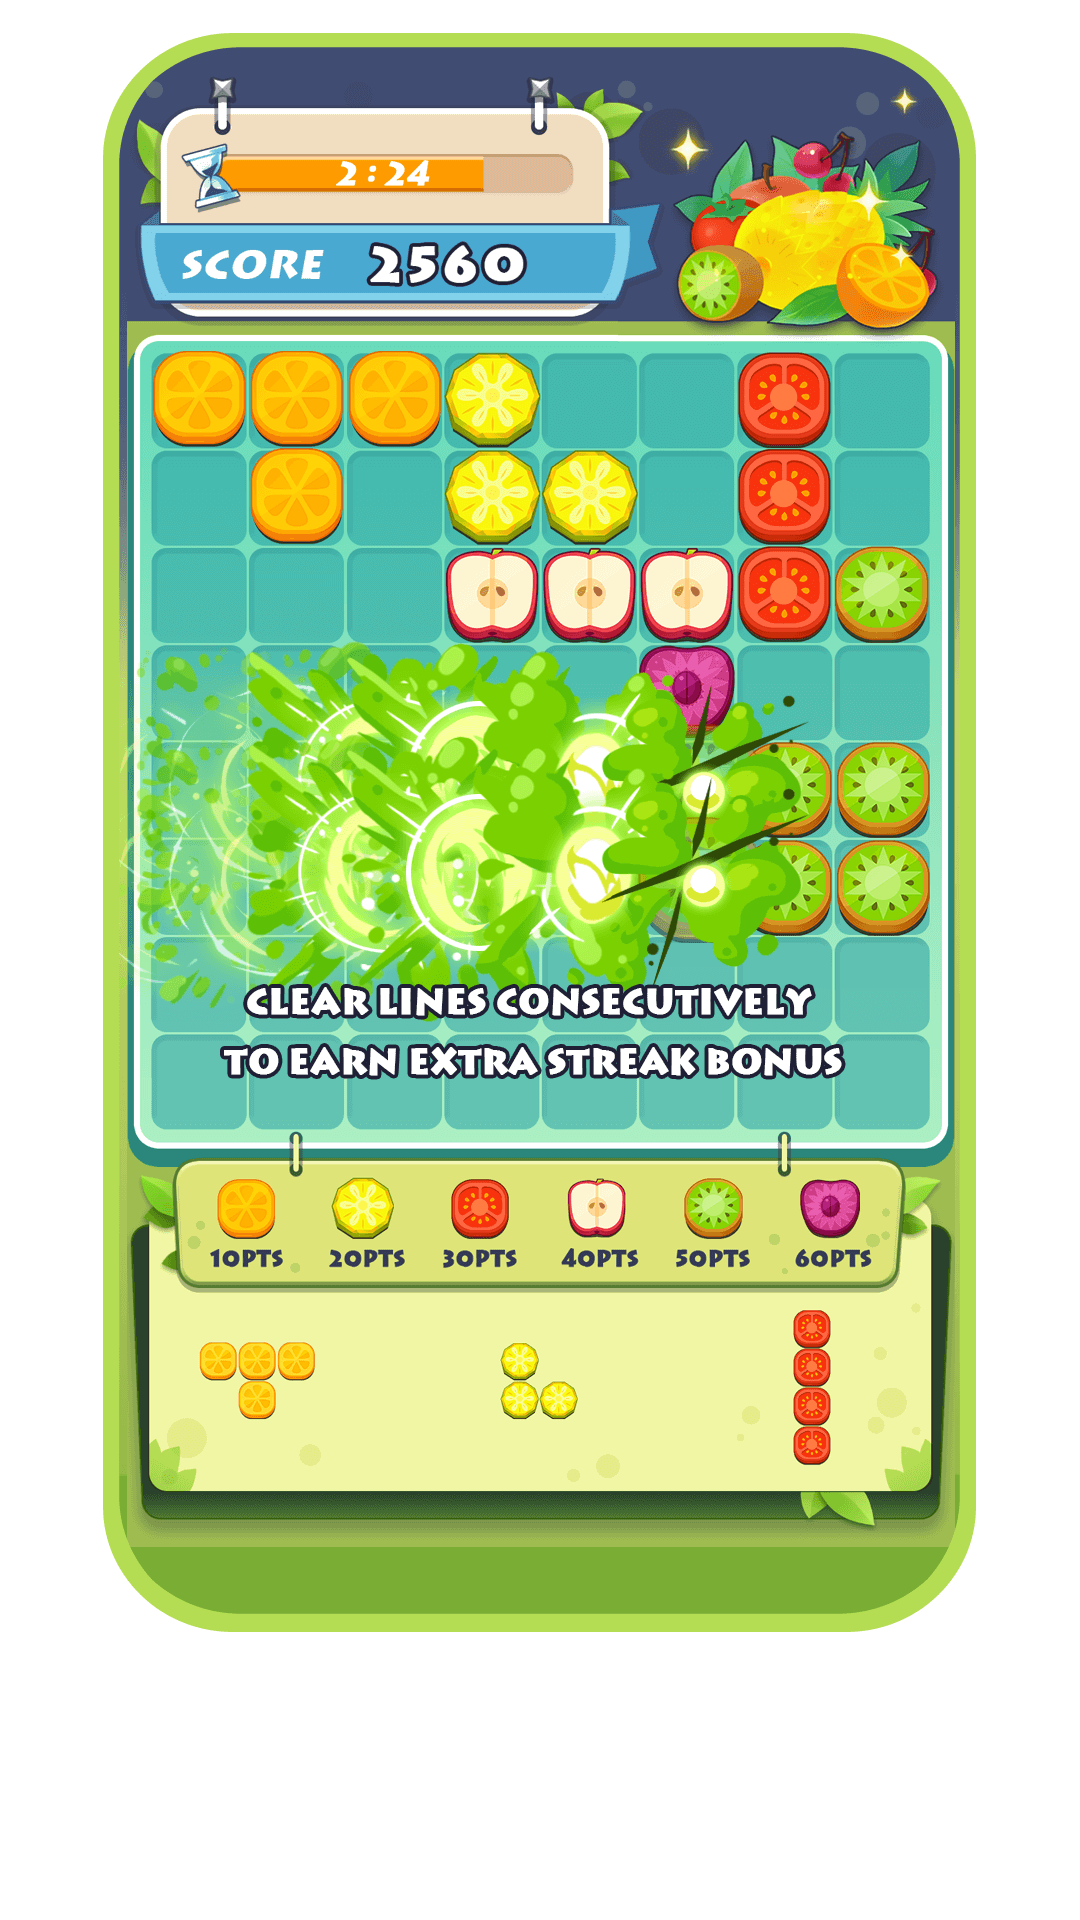 2:24
SCORE 2560
CLEAR LINES CONSECUTIVELY
TO EARN EXTRA STREAK BONUS
10PTS 20PTS 30PTS 40PTS 50PTS 60PTS